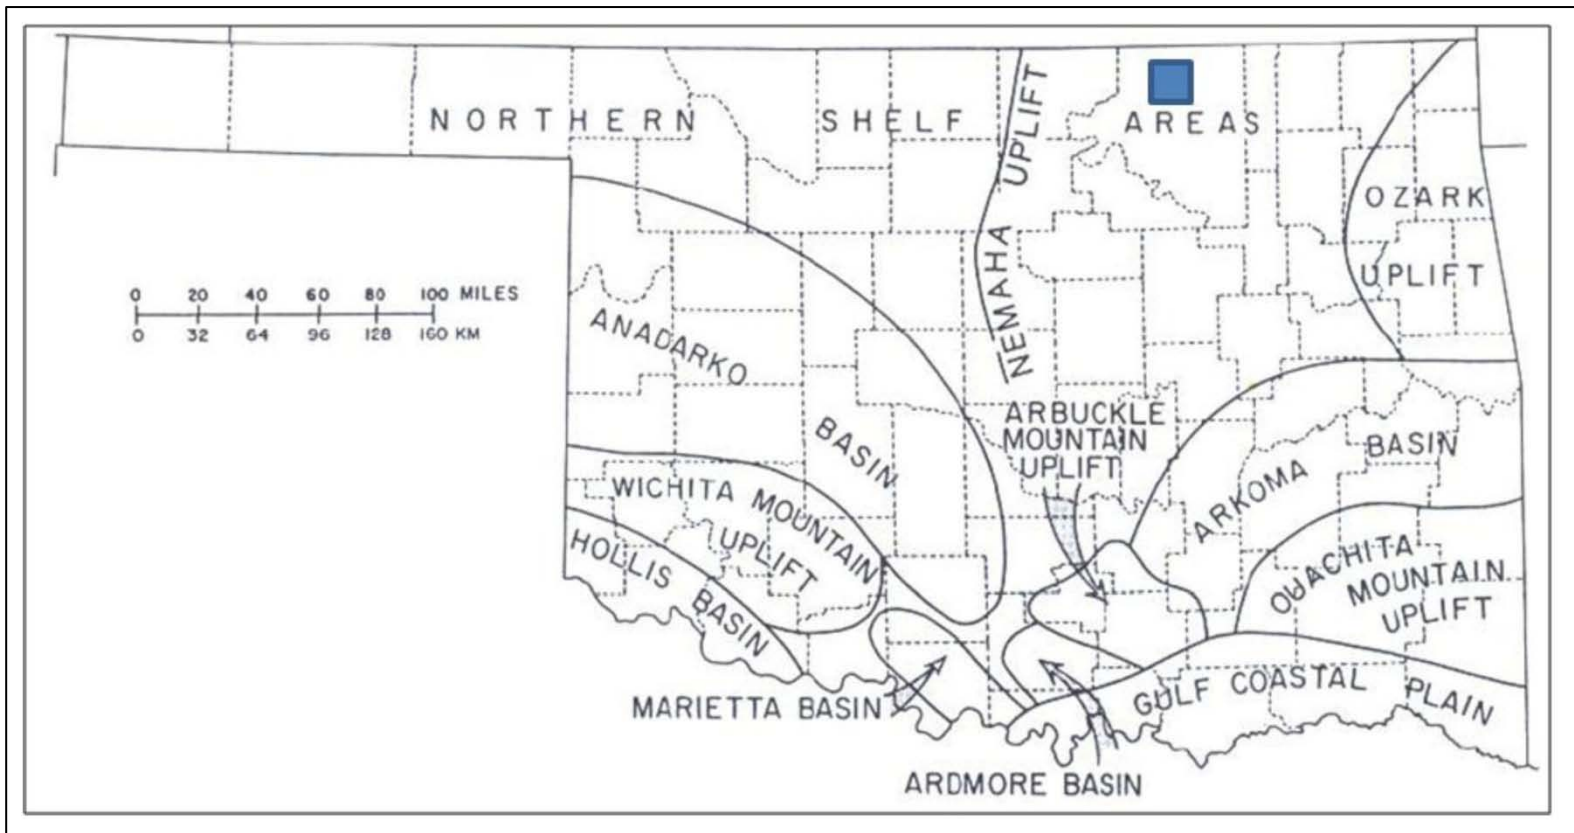 NORTHERN SHELF AREAS
NEMAHA UPLIFT
OZARK
UPLIFT
0 20 40 60 80 100 MILES
0 32 64 96 128 160 KM
ANADARKO
BASIN
ARBUCKLE
MOUNTAIN
UPLIFT
ARKOMA BASIN
WICHITA MOUNTAIN
UPLIFT
HOLLIS BASIN
OUACHITA
MOUNTAIN
UPLIFT
MARIETTA BASIN
GULF COASTAL PLAIN
ARDMORE BASIN